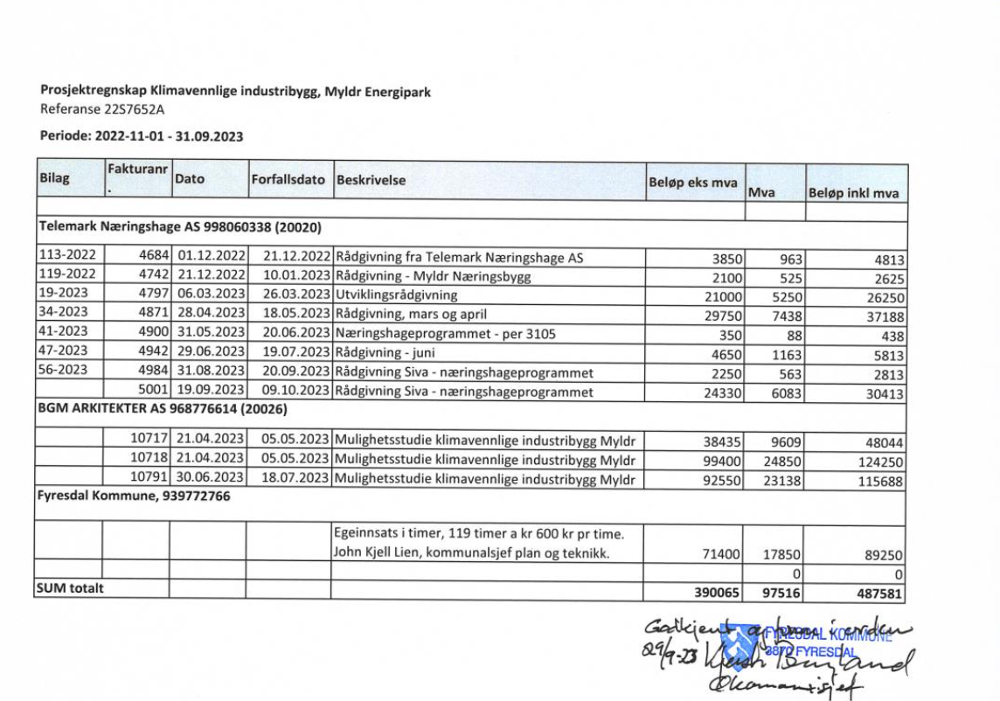 Prosjektregnskap Klimavennlige industribygg, Myldr Energipark
Referanse 22S7652A
Periode: 2022-11-01 - 31.09.2023
Bilag Fakturanr. Dato Forfallsdato Beskrivelse Beløp eks mva Mva Beløp inkl mva
Telemark Næringshage AS 998060338 (20020)
113-2022 4684 01.12.2022 21.12.2022 Rådgivning fra Telemark Næringshage AS 3850 963 4813
119-2022 4742 21.12.2022 10.01.2023 Rådgivning - Myldr Næringsbygg 2100 525 2625
19-2023 4797 06.03.2023 26.03.2023 Utviklingsrådgivning 21000 5250 26250
34-2023 4871 28.04.2023 18.05.2023 Rådgivning, mars og april 29750 7438 37188
41-2023 4900 31.05.2023 20.06.2023 Næringshageprogrammet - per 3105 350 88 438
47-2023 4942 29.06.2023 19.07.2023 Rådgivning - juni 4650 1163 5813
56-2023 4984 31.08.2023 20.09.2023 Rådgivning Siva - næringshageprogrammet 2250 563 2813
5001 19.09.2023 09.10.2023 Rådgivning Siva - næringshageprogrammet 24330 6083 30413
BGM ARKITEKTER AS 968776614 (20026)
10717 21.04.2023 05.05.2023 Mulighetsstudie klimavennlige industribygg Myldr 38435 9609 48044
10718 21.04.2023 05.05.2023 Mulighetsstudie klimavennlige industribygg Myldr 99400 24850 124250
10791 30.06.2023 18.07.2023 Mulighetsstudie klimavennlige industribygg Myldr 92550 23138 115688
Fyresdal Kommune, 939772766
Egeinnsats i timer, 119 timer a kr 600 kr pr time.
John Kjell Lien, kommunalsjef plan og teknikk. 71400 17850 89250
0 0
SUM totalt 390065 97516 487581
Godkjent og i orden
FYRESDAL KOMMUNE
29/9-23
3870 FYRESDAL
Økonomisjef